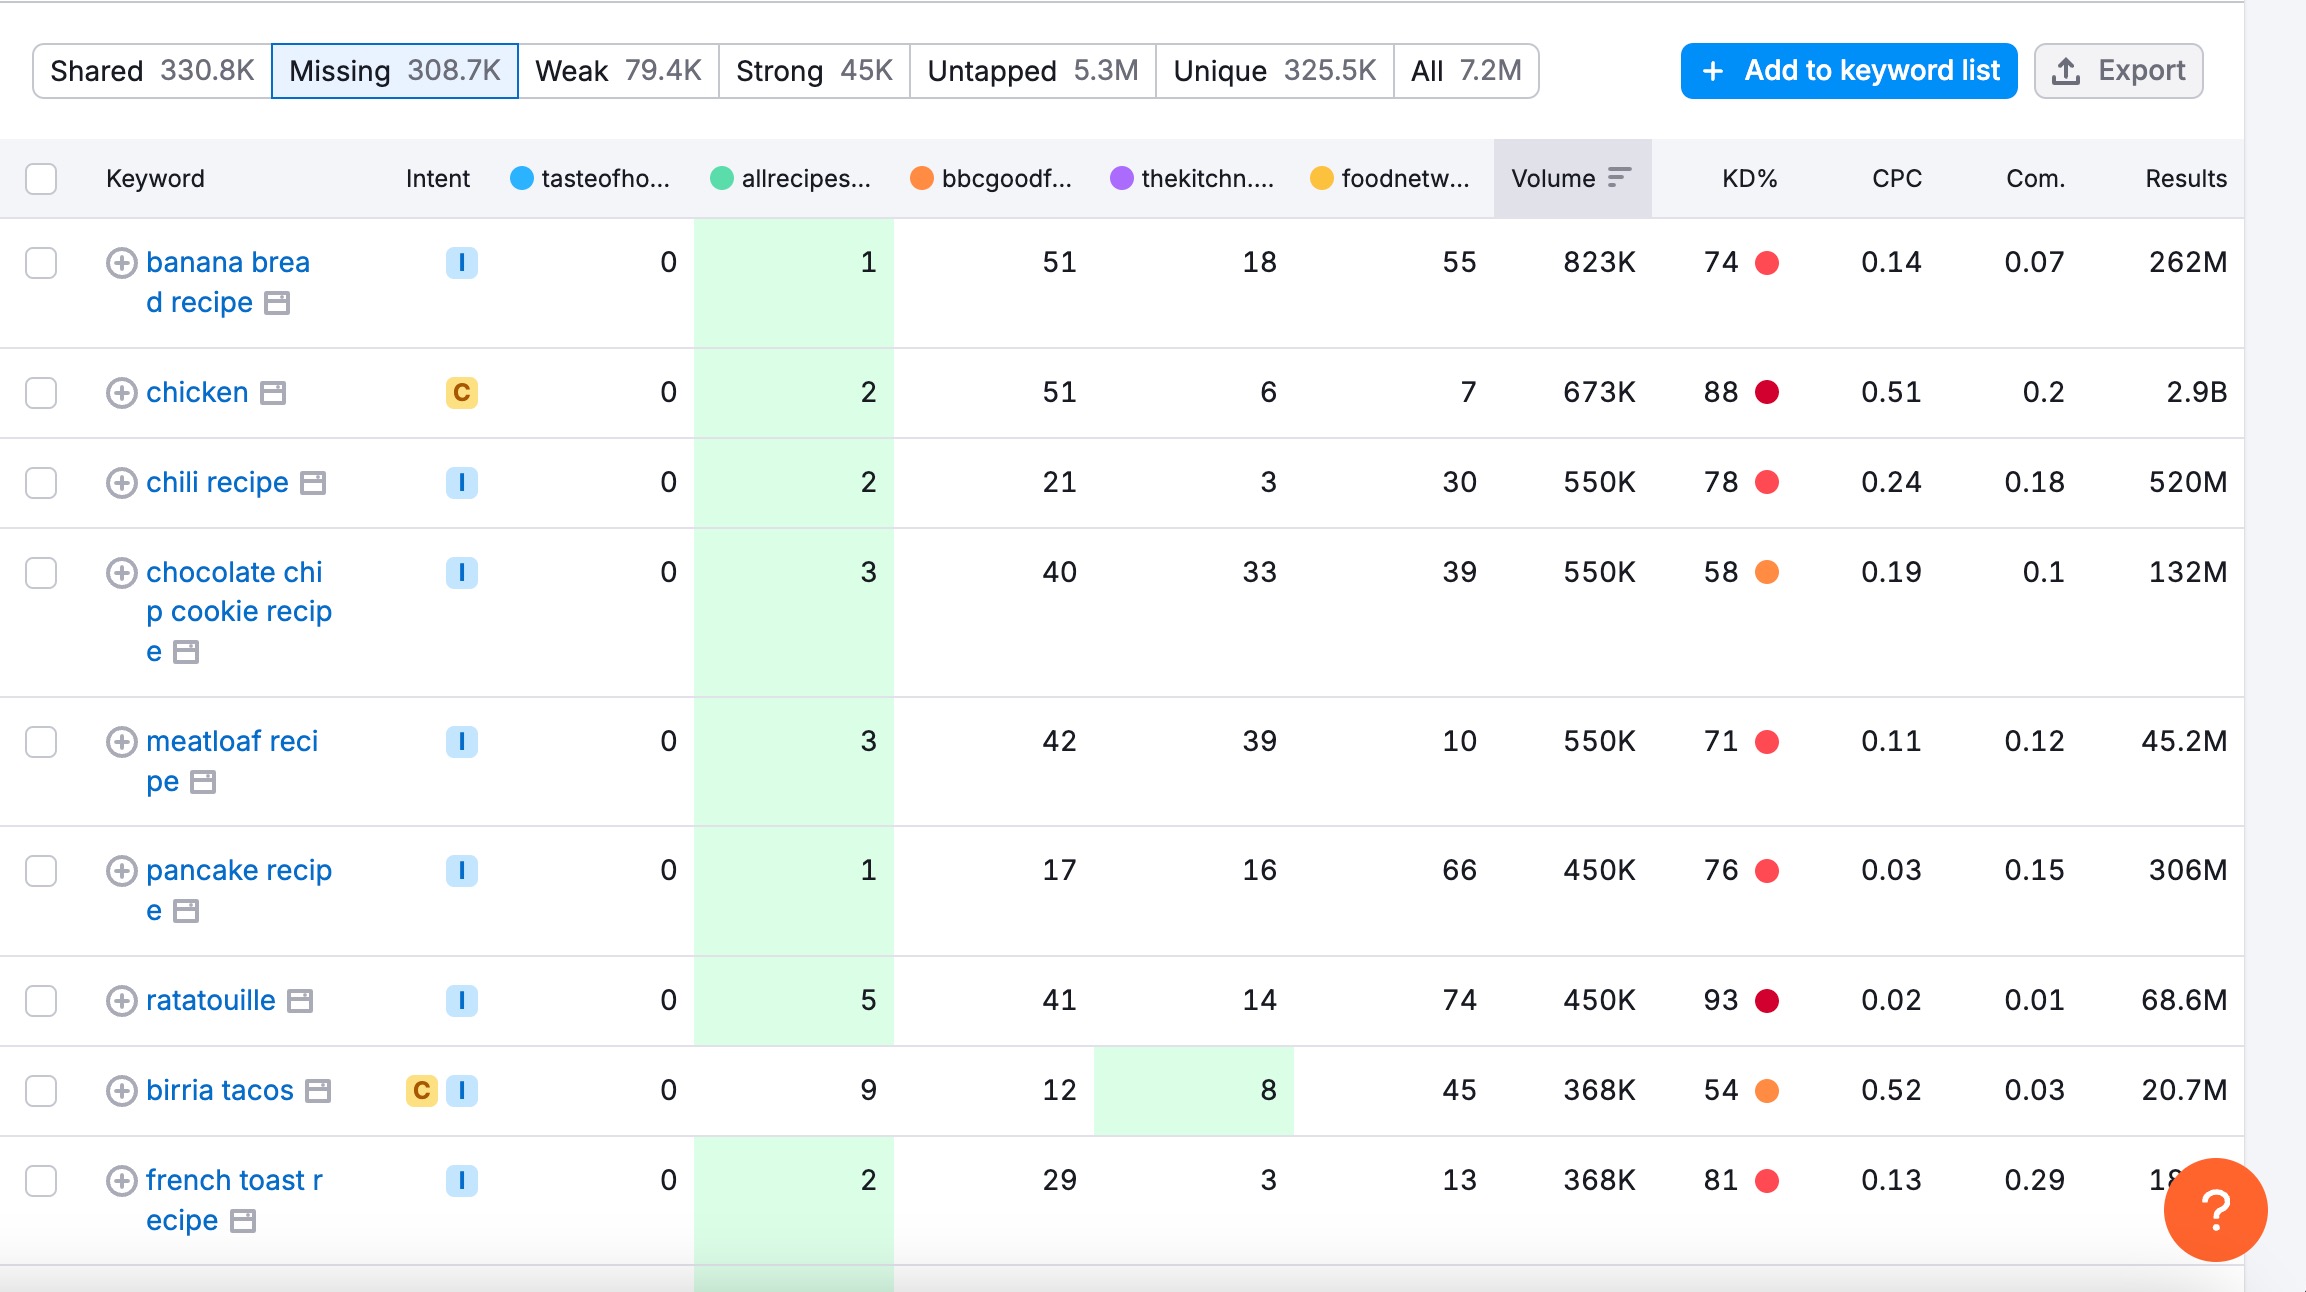 Shared 330.8K Missing 308.7K Weak 79.4K Strong 45K Untapped 5.3M Unique 325.5K All 7.2M + Add to keyword list Export
Keyword Intent tasteofho... allrecipes... bbcgoodf... thekitchn.... foodnetw... Volume KD% CPC Com. Results
banana brea I 0 1 51 18 55 823K 74 0.14 0.07 262M
d recipe
chicken C 0 2 51 6 7 673K 88 0.51 0.2 2.9B
chili recipe I 0 2 21 3 30 550K 78 0.24 0.18 520M
chocolate chi I 0 3 40 33 39 550K 58 0.19 0.1 132M
p cookie recip
e
meatloaf reci I 0 3 42 39 10 550K 71 0.11 0.12 45.2M
pe
pancake recip I 0 1 17 16 66 450K 76 0.03 0.15 306M
e
ratatouille I 0 5 41 14 74 450K 93 0.02 0.01 68.6M
birria tacos C I 0 9 12 8 45 368K 54 0.52 0.03 20.7M
french toast r I 0 2 29 3 13 368K 81 0.13 0.29
ecipe ?